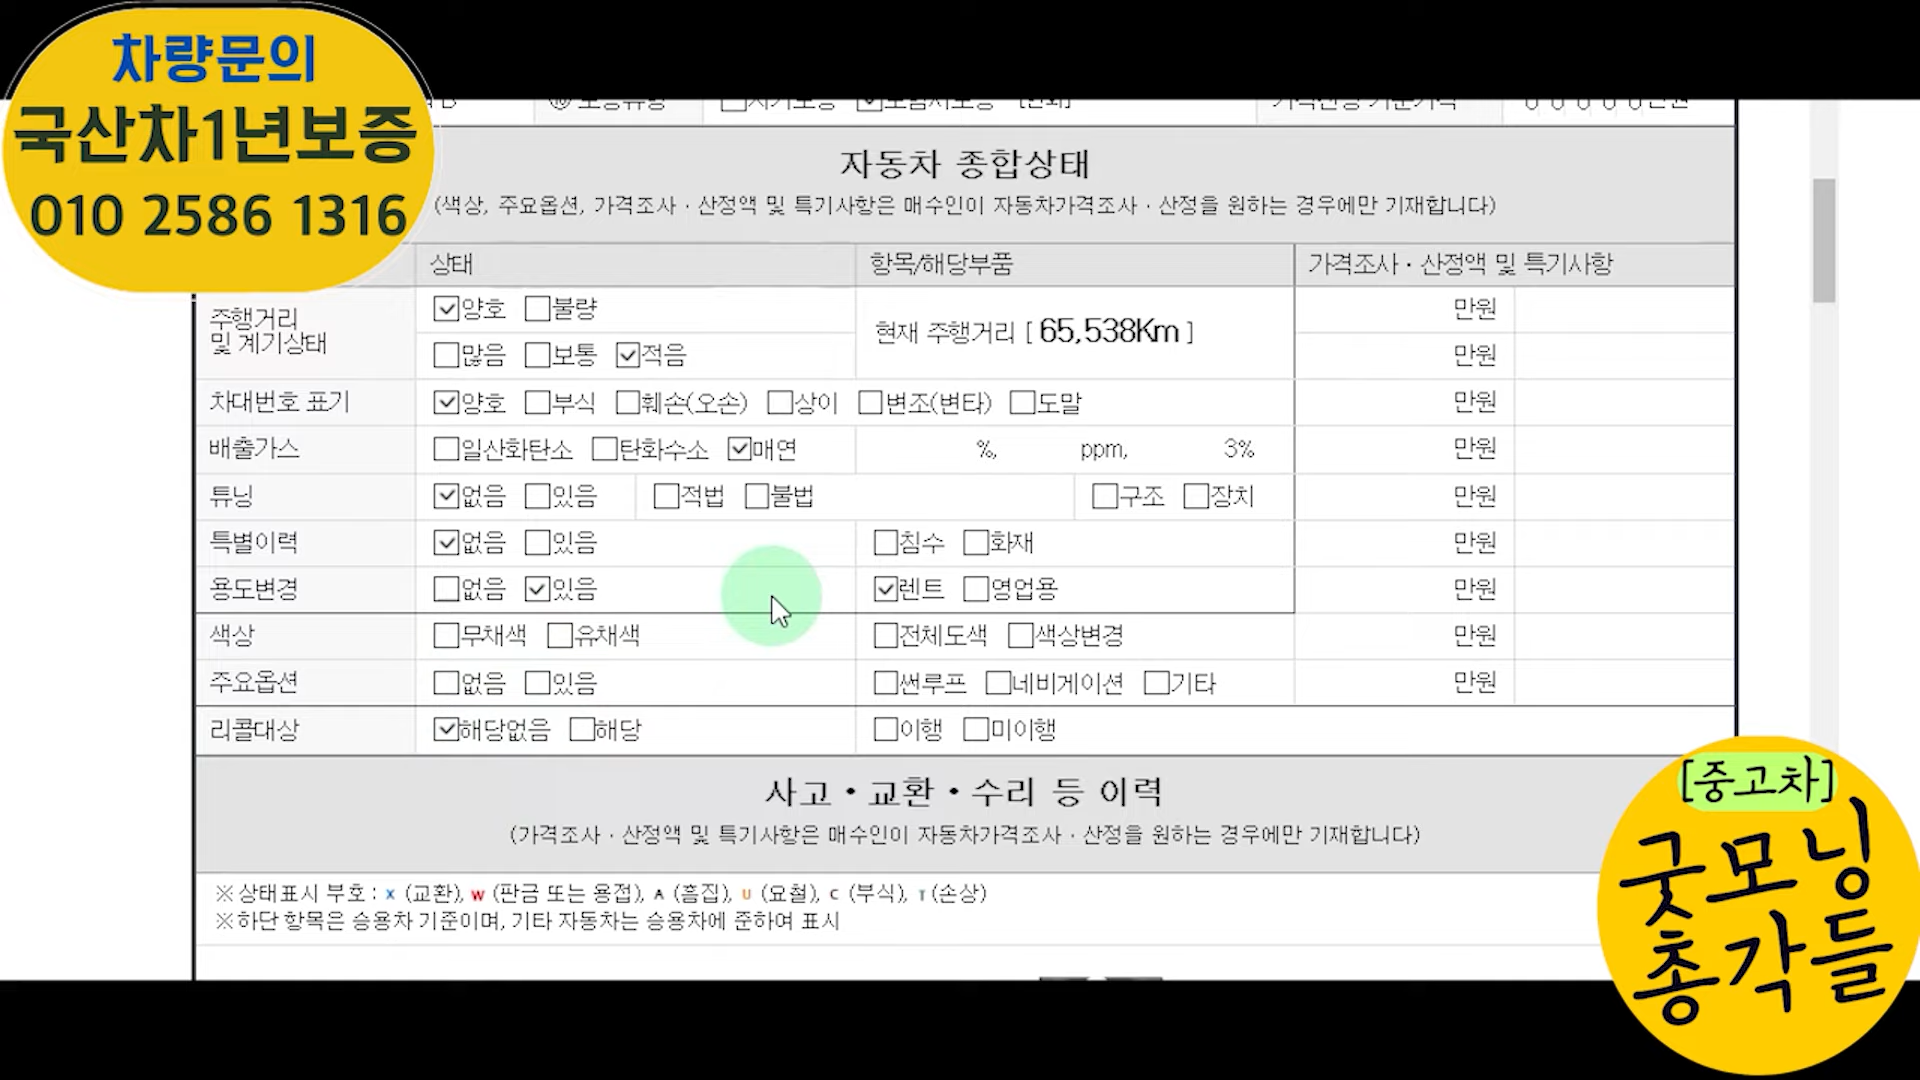 차량문의
국산차1년보증
010 2586 1316
자동차 종합상태
(색상, 주요옵션, 가격조사 · 산정액 및 특기사항은 매수인이 자동차가격조사 · 산정을 원하는 경우에만 기재합니다)
상태 항목/해당부품 가격조사 · 산정액 및 특기사항
주행거리
및 계기상태
양호 불량 만원
현재 주행거리 [ 65,538Km ]
많음 보통 적음 만원
차대번호 표기 양호 부식 훼손(오손) 상이 변조(변타) 도말 만원
배출가스 일산화탄소 탄화수소 매연 %, ppm, 3% 만원
튜닝 없음 있음 적법 불법 구조 장치 만원
특별이력 없음 있음 침수 화재 만원
용도변경 없음 있음 렌트 영업용 만원
색상 무채색 유채색 전체도색 색상변경 만원
주요옵션 없음 있음 썬루프 네비게이션 기타 만원
리콜대상 해당없음 해당 이행 미이행
사고 • 교환 • 수리 등 이력
(가격조사 · 산정액 및 특기사항은 매수인이 자동차가격조사 · 산정을 원하는 경우에만 기재합니다)
※ 상태표시 부호 : X (교환), W (판금 또는 용접), A (흠집), U (요철), C (부식), T (손상)
※ 하단 항목은 승용차 기준이며, 기타 자동차는 승용차에 준하여 표시
[중고차]
굿모닝
총각들